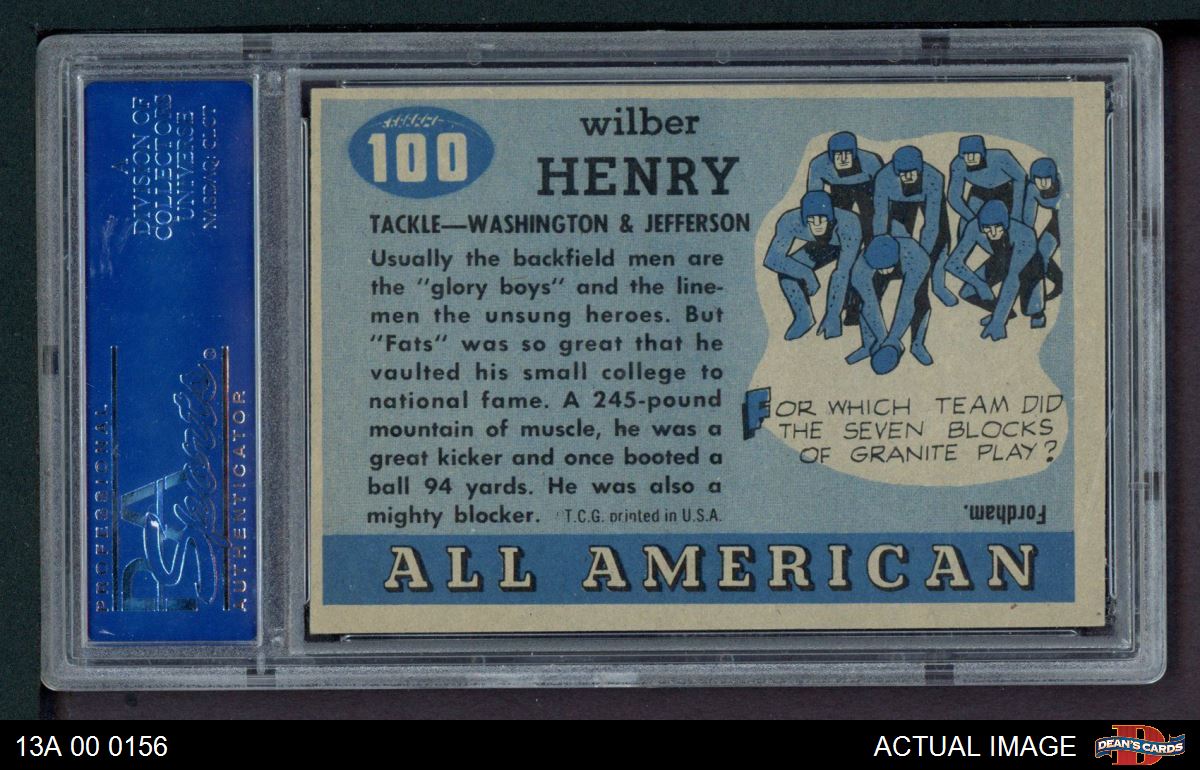 A
DIVISION OF
COLLECTORS
UNIVERSE
NASDAQ: CLCT
PROFESSIONAL
PSA
Sports
AUTHENTICATOR
100
wilber
HENRY
TACKLE—WASHINGTON & JEFFERSON
Usually the backfield men are
the "glory boys" and the line-
men the unsung heroes. But
"Fats" was so great that he
vaulted his small college to
national fame. A 245-pound
mountain of muscle, he was a
great kicker and once booted a
ball 94 yards. He was also a
mighty blocker. T.C.G. printed in U.S.A.
FOR WHICH TEAM DID
THE SEVEN BLOCKS
OF GRANITE PLAY?
Fordham.
ALL AMERICAN
13A 00 0156
ACTUAL IMAGE
D
DEAN'S CARDS